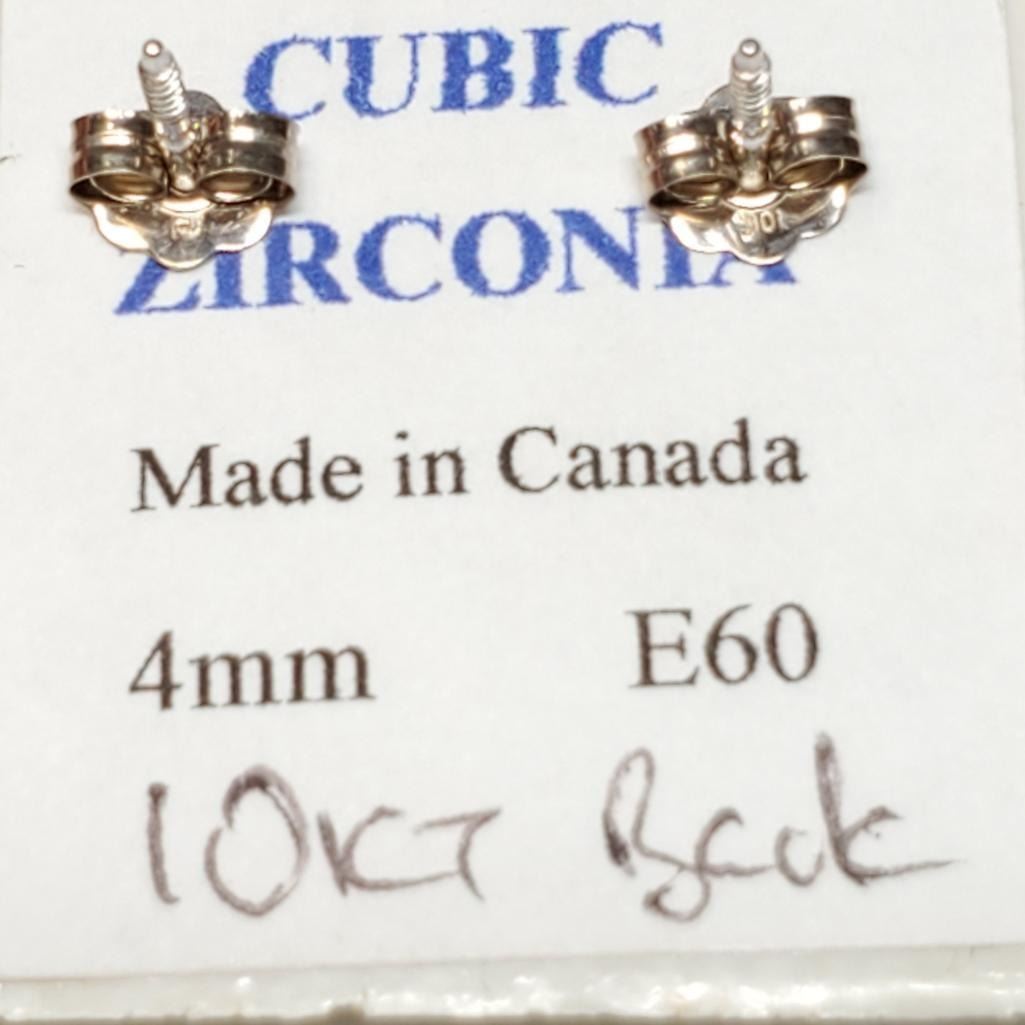 CUBIC
ZIRCONIA
Made in Canada
4mm E60
10KT Back